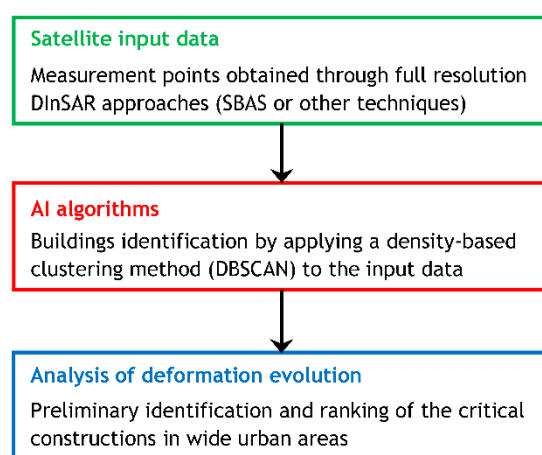 Satellite input data
Measurement points obtained through full resolution
DInSAR approaches (SBAS or other techniques)
AI algorithms
Buildings identification by applying a density-based
clustering method (DBSCAN) to the input data
Analysis of deformation evolution
Preliminary identification and ranking of the critical
constructions in wide urban areas